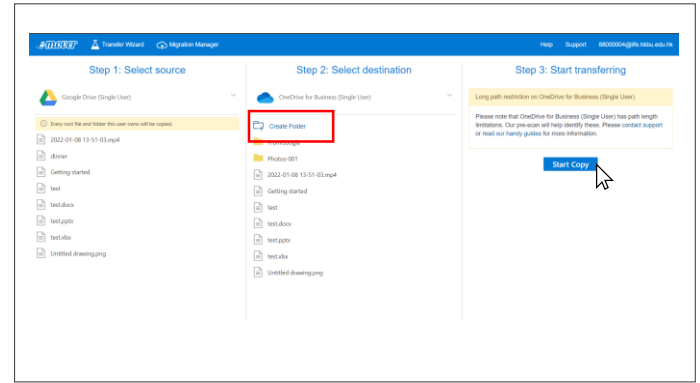 mover Transfer Wizard Migration Manager Help Support 88000004@life.hkbu.edu.hk
Step 1: Select source
Google Drive (Single User)
Every root file and folder this user owns will be copied.
2022-01-08 13-51-03.mp4
dinner
Getting started
test
test.docx
test.pptx
test.xlsx
Untitled drawing.png
Step 2: Select destination
OneDrive for Business (Single User)
Create Folder
Photos-001
2022-01-08 13-51-03.mp4
Getting started
test
test.docx
test.pptx
test.xlsx
Untitled drawing.png
Step 3: Start transferring
Long path restriction on OneDrive for Business (Single User)
Please note that OneDrive for Business (Single User) has path length
limitations. Our pre-scan will help identify these. Please contact support
or read our handy guides for more information.
Start Copy